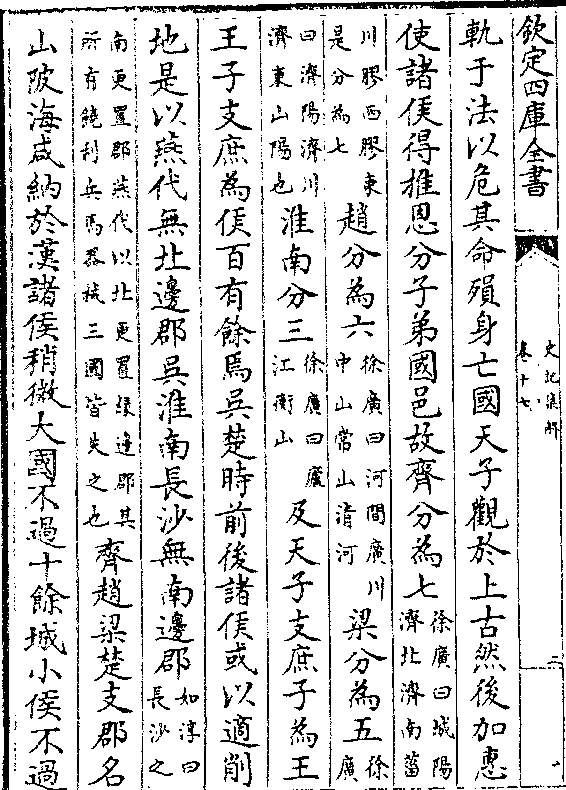 欽定四庫全書
史記集解
卷十七
二
軌于法以危其命殞身亡國天子觀於上古然後加惠
使諸侯得推恩分子弟國邑故齊分為七徐廣曰城陽濟北濟南菑
川膠西膠東是分為七趙分為六徐廣曰河間廣川中山常山清河梁分為五徐廣
曰濟陽濟川濟東山陽也淮南分三徐廣曰廬江衡山及天子支庶子為王
王子支庶為侯百有餘焉吳楚時前後諸侯或以適削
地是以燕代無北邊郡吳淮南長沙無南邊郡如淳曰長沙之
南更置郡燕代以北更置緣邊郡其所有饒利兵馬器械三國皆失之也齊趙梁楚支郡名
山陂海咸納於漢諸侯稍微大國不過十餘城小侯不過